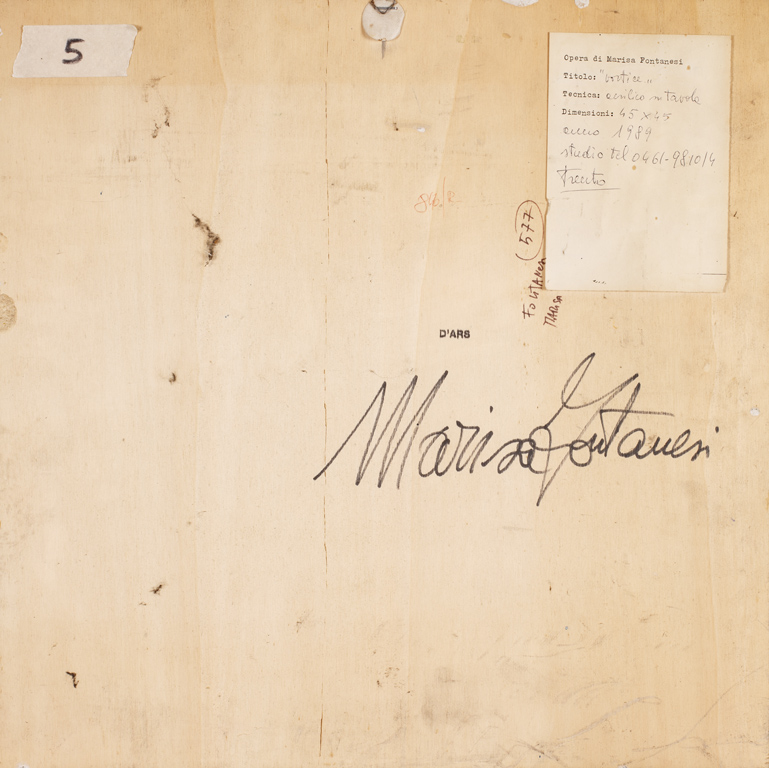 5
Opera di Marisa Fontanesi
Titolo: "vortice"
Tecnica: acrilico su tavola
Dimensioni: 45 x 45
anno 1989
studio tel 0461-981014
Trento
577
FONTANESI
MARISA
D'ARS
Marisa Fontanesi